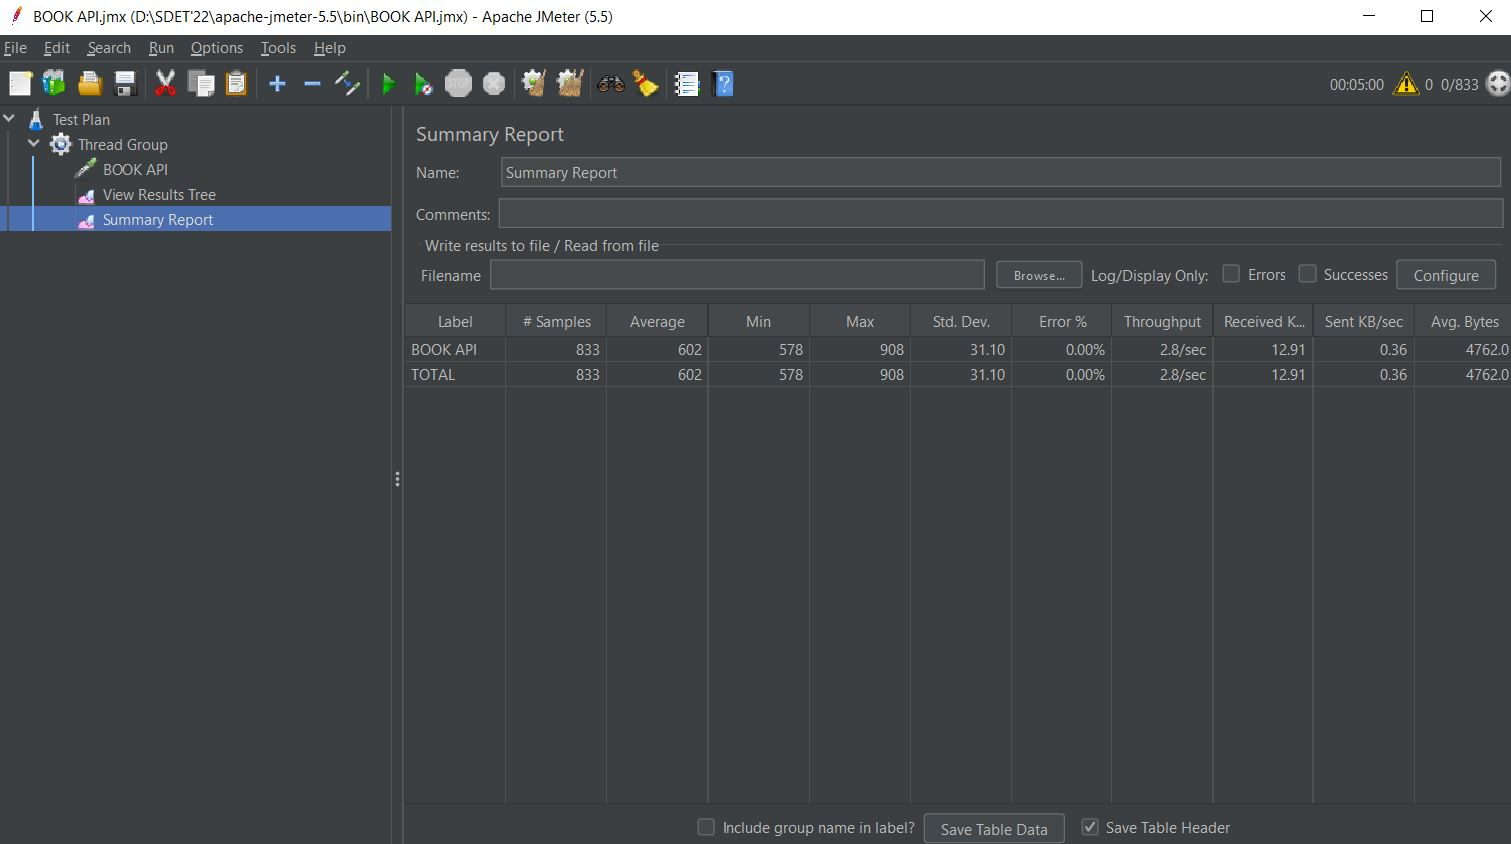 BOOK API.jmx (D:\SDET'22\apache-jmeter-5.5\bin\BOOK API.jmx) - Apache JMeter (5.5)
File Edit Search Run Options Tools Help
STOP 00:05:00 0 0/833
Test Plan
Thread Group
BOOK API
View Results Tree
Summary Report
Summary Report
Name: Summary Report
Comments:
Write results to file / Read from file
Filename Browse... Log/Display Only: Errors Successes Configure
Label # Samples Average Min Max Std. Dev. Error % Throughput Received K... Sent KB/sec Avg. Bytes
BOOK API 833 602 578 908 31.10 0.00% 2.8/sec 12.91 0.36 4762.0
TOTAL 833 602 578 908 31.10 0.00% 2.8/sec 12.91 0.36 4762.0
Include group name in label? Save Table Data Save Table Header